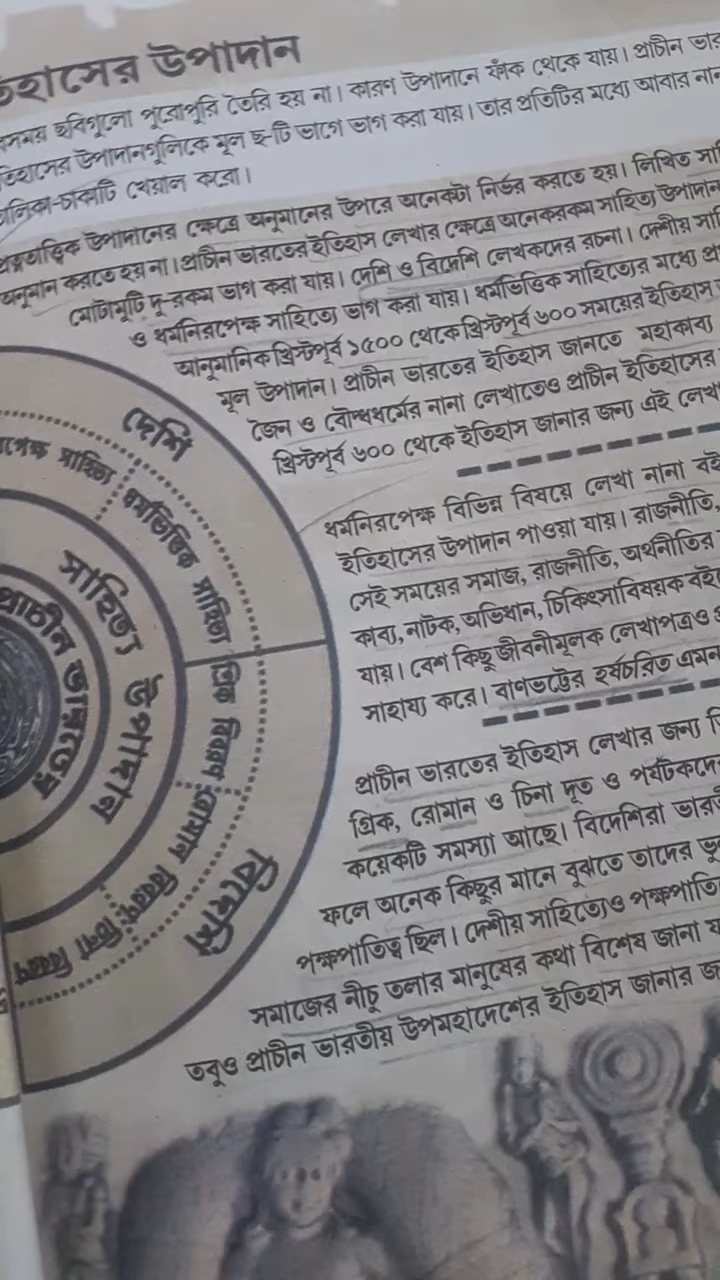 তিহাসের উপাদান
সময় ছবিগুলো পুরোপুরি তৈরি হয় না। কারণ উপাদানে ফাঁক থেকে যায়। প্রাচীন ভার
তিহাসের উপাদানগুলিকে মূল ছ-টি ভাগে ভাগ করা যায়। তার প্রতিটির মধ্যে আবার নান
তালিকা-চাকাটি খেয়াল করো।
প্রত্নতাত্ত্বিক উপাদানের ক্ষেত্রে অনুমানের উপরে অনেকটা নির্ভর করতে হয়। লিখিত সা
অনুমান করতে হয় না। প্রাচীন ভারতের ইতিহাস লেখার ক্ষেত্রে অনেকরকম সাহিত্য উপাদান
মোটামুটি দু-রকম ভাগ করা যায়। দেশি ও বিদেশি লেখকদের রচনা। দেশীয় সা
ও ধর্মনিরপেক্ষ সাহিত্যে ভাগ করা যায়। ধর্মভিত্তিক সাহিত্যের মধ্যে প্র
আনুমানিক খ্রিস্টপূর্ব ১৫০০ থেকে খ্রিস্টপূর্ব ৬০০ সময়ের ইতিহাস
মূল উপাদান। প্রাচীন ভারতের ইতিহাস জানতে মহাকাব্য
জৈন ও বৌদ্ধধর্মের নানা লেখাতেও প্রাচীন ইতিহাসের
খ্রিস্টপূর্ব ৬০০ থেকে ইতিহাস জানার জন্য এই লেখা
ধর্মনিরপেক্ষ বিভিন্ন বিষয়ে লেখা নানা বই
ইতিহাসের উপাদান পাওয়া যায়। রাজনীতি,
সেই সময়ের সমাজ, রাজনীতি, অর্থনীতির
কাব্য, নাটক, অভিধান, চিকিৎসাবিষয়ক বই
যায়। বেশ কিছু জীবনীমূলক লেখাপত্রও
সাহায্য করে। বাণভট্টের হর্ষচরিত এমন
প্রাচীন ভারতের ইতিহাস লেখার জন্য বি
গ্রিক, রোমান ও চিনা দূত ও পর্যটকদে
কয়েকটি সমস্যা আছে। বিদেশিরা ভার
ফলে অনেক কিছুর মানে বুঝতে তাদের ভু
পক্ষপাতিত্ব ছিল। দেশীয় সাহিত্যেও পক্ষপাতি
সমাজের নীচু তলার মানুষের কথা বিশেষ জানা য
তবুও প্রাচীন ভারতীয় উপমহাদেশের ইতিহাস জানার জ
দেশি
পেক্ষ সাহিত্য
ধর্মভিত্তিক সাহিত্য
সাহিত্য উপাদান
প্রাচীন ভারতের
গ্রিক বিবরণ
রোমান বিবরণ
চিনা বিবরণ
বিদেশি